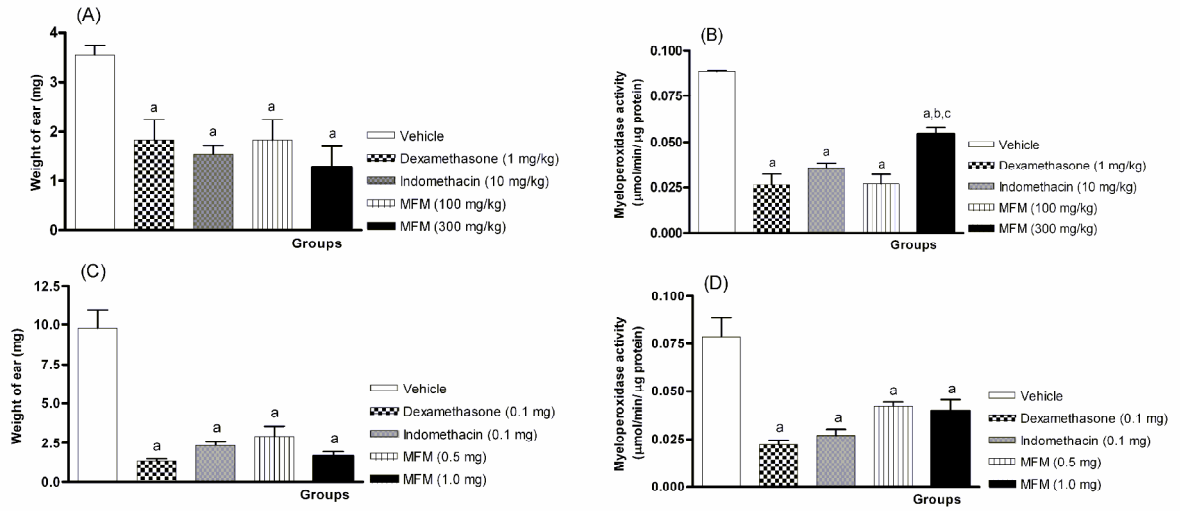 (A)
Weight of ear (mg)
4
3
2
1
0
a
a
a
a
Groups
Vehicle
Dexamethasone (1 mg/kg)
Indomethacin (10 mg/kg)
MFM (100 mg/kg)
MFM (300 mg/kg)
(B)
Myeloperoxidase activity
(µmol/min/ µg protein)
0.100
0.075
0.050
0.025
0.000
a
a
a
a,b,c
Groups
Vehicle
Dexamethasone (1 mg/kg)
Indomethacin (10 mg/kg)
MFM (100 mg/kg)
MFM (300 mg/kg)
(C)
Weight of ear (mg)
12.5
10.0
7.5
5.0
2.5
0.0
a
a
a
a
Groups
Vehicle
Dexamethasone (0.1 mg)
Indomethacin (0.1 mg)
MFM (0.5 mg)
MFM (1.0 mg)
(D)
Myeloperoxidase activity
(µmol/min/ µg protein)
0.100
0.075
0.050
0.025
0.000
a
a
a
a
Groups
Vehicle
Dexamethasone (0.1 mg)
Indomethacin (0.1 mg)
MFM (0.5 mg)
MFM (1.0 mg)